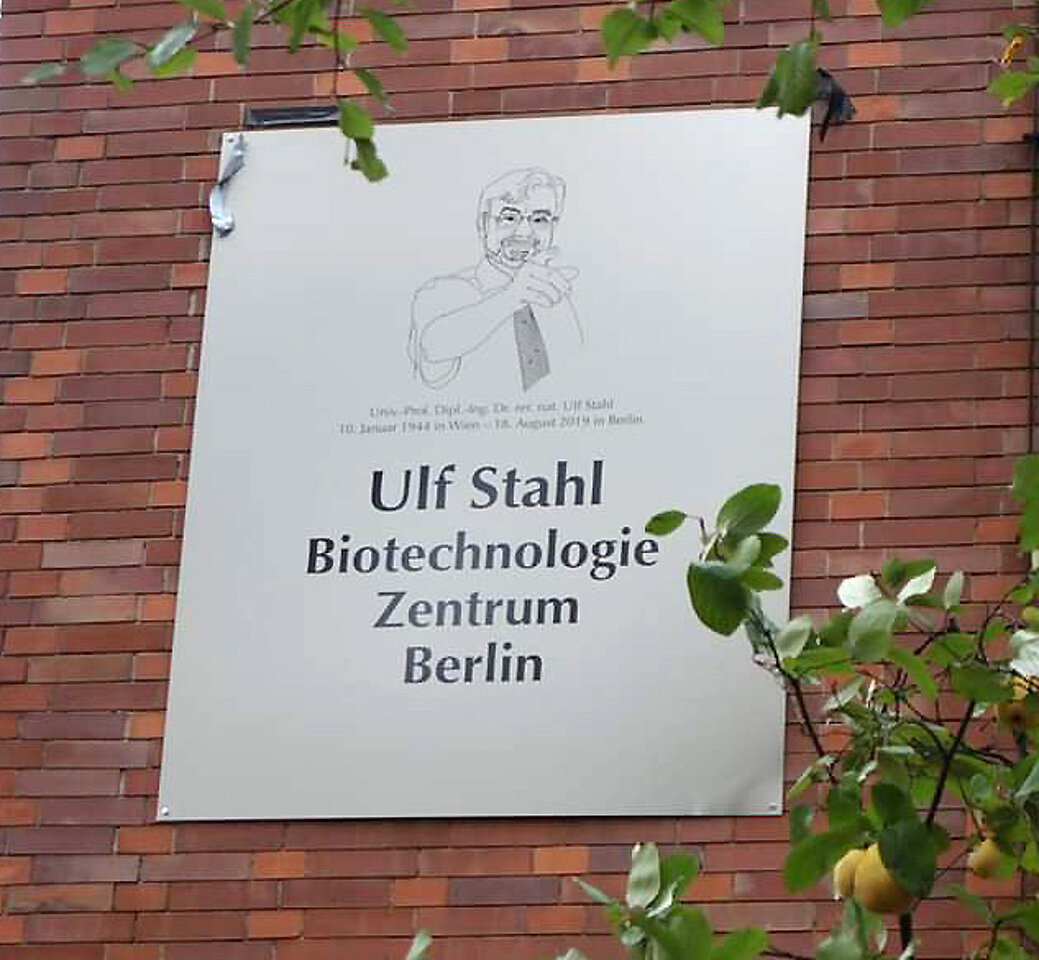 Univ.-Prof. Dipl.-Ing. Dr. rer. nat. Ulf Stahl
10. Januar 1944 in Wien – 18. August 2019 in Berlin
Ulf Stahl
Biotechnologie
Zentrum
Berlin